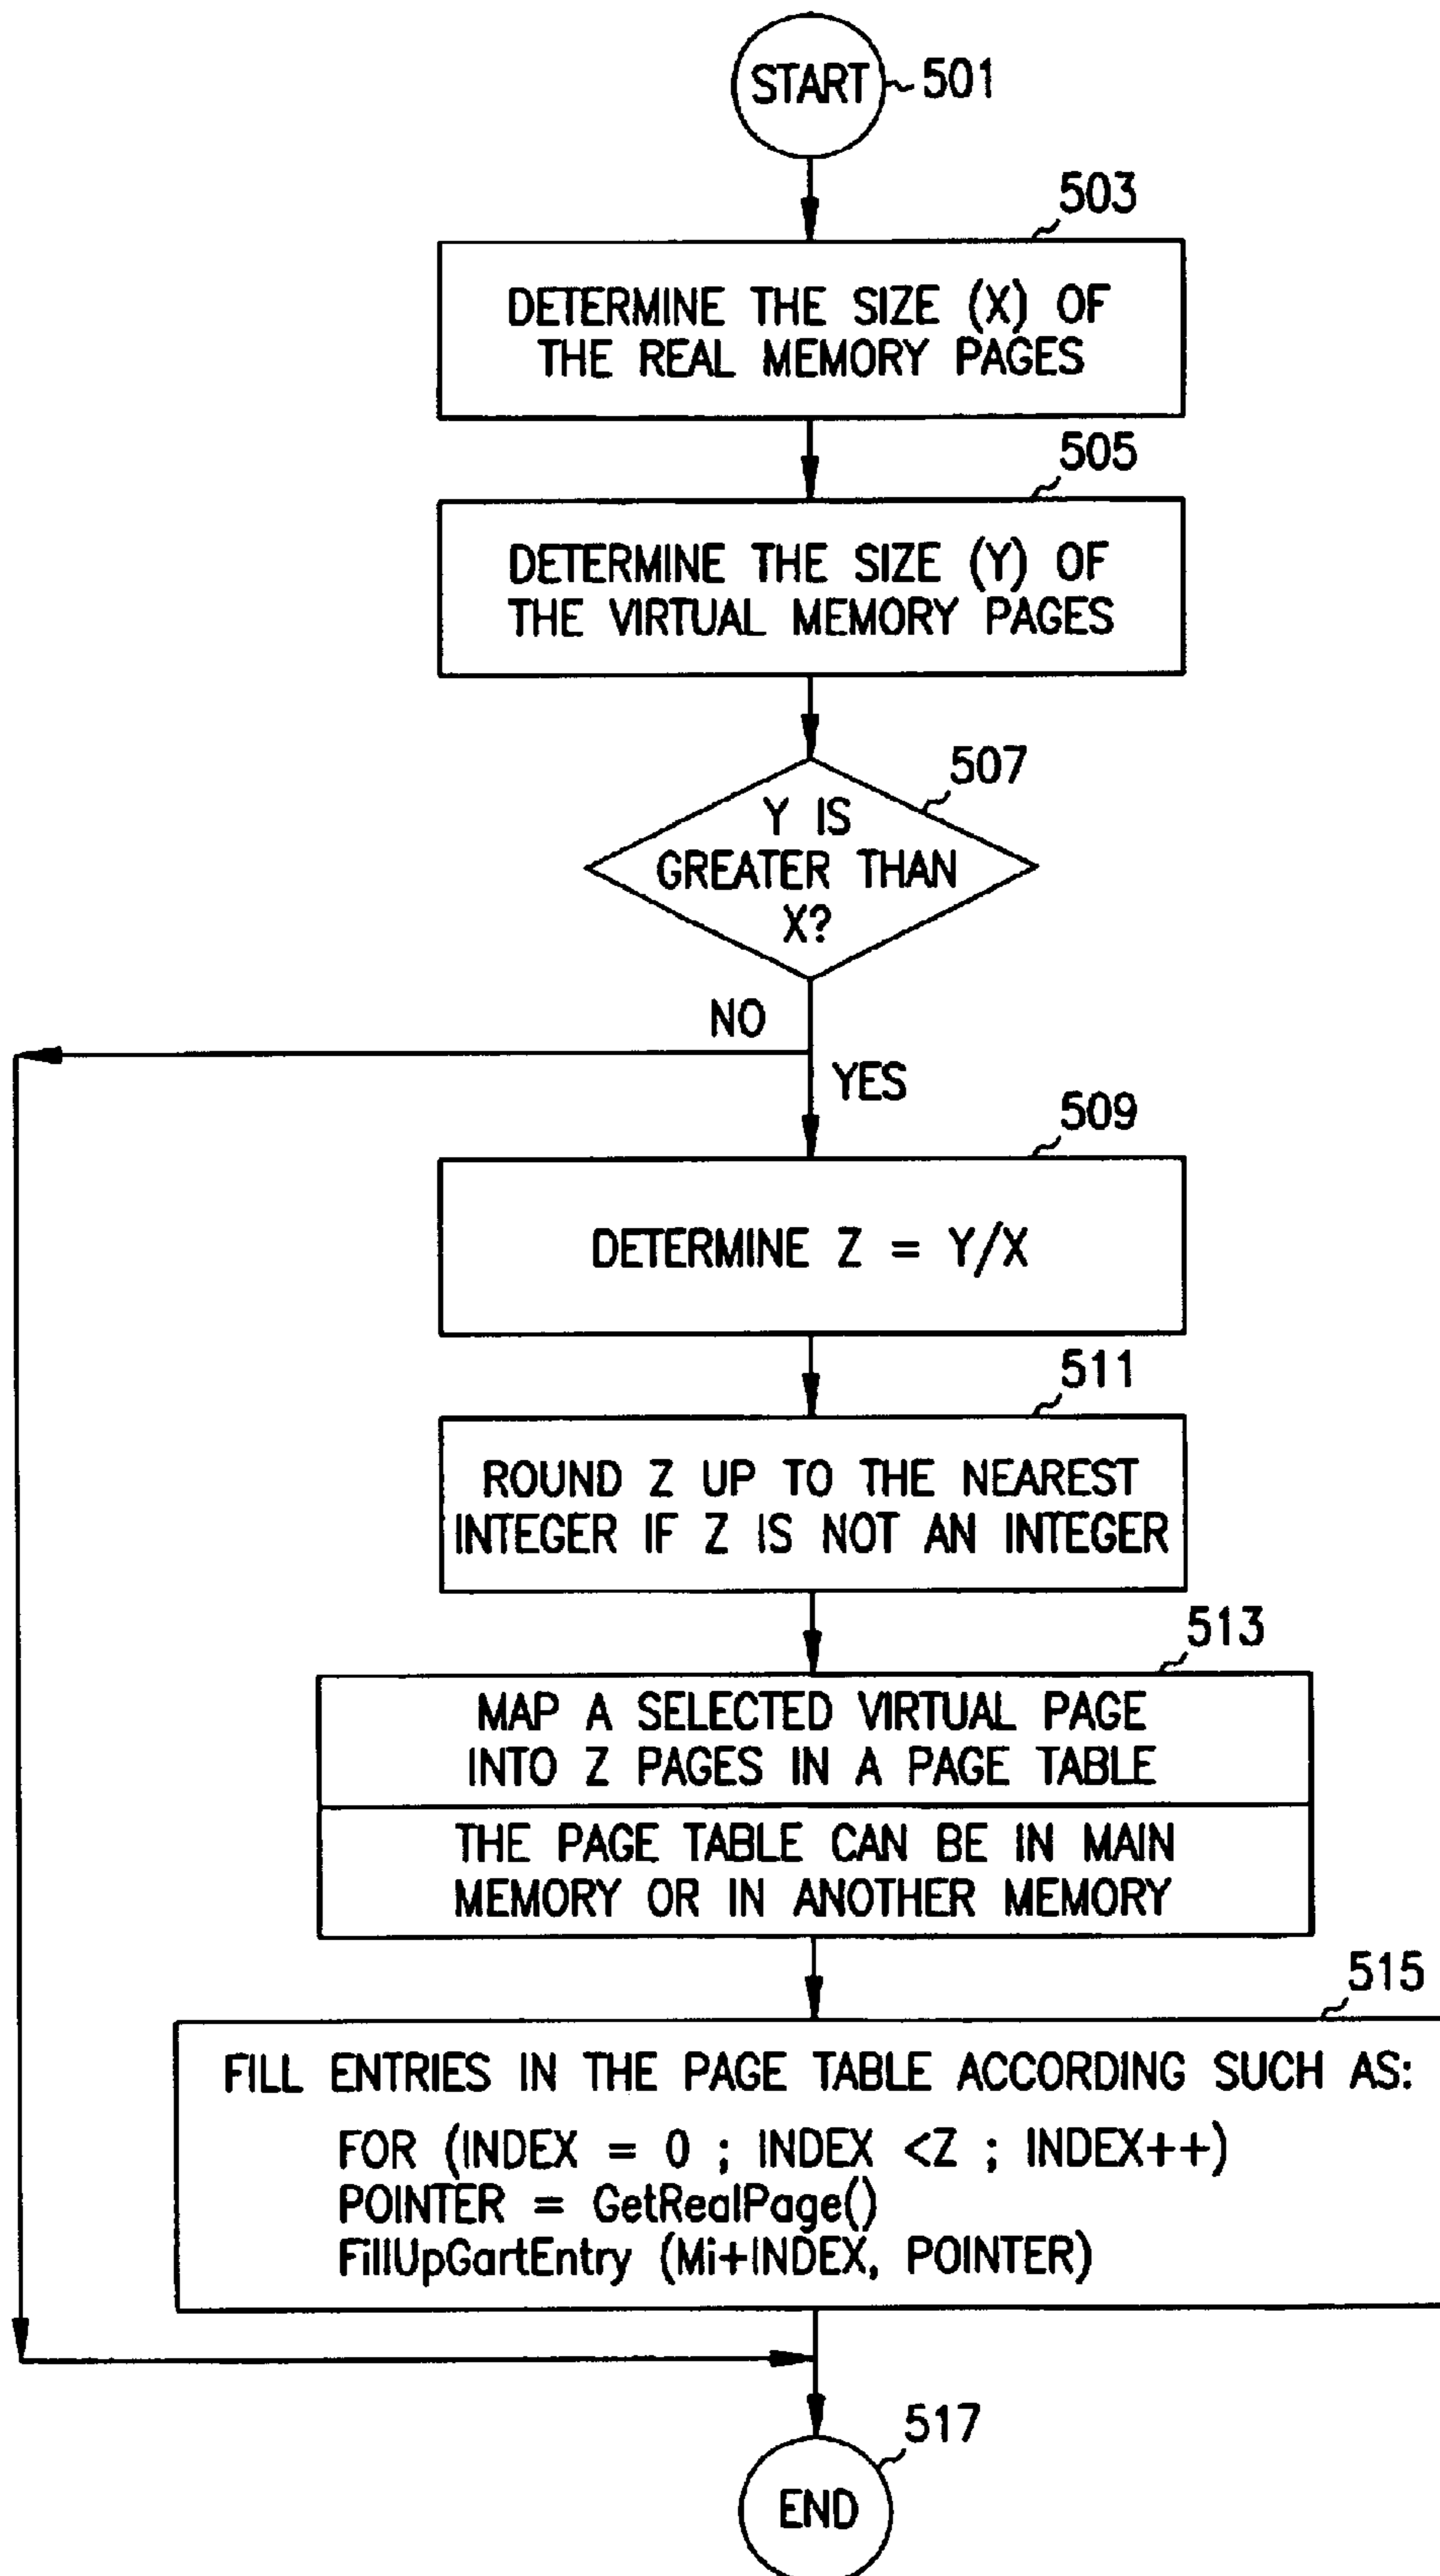 START
501
503
DETERMINE THE SIZE (X) OF
THE REAL MEMORY PAGES
505
DETERMINE THE SIZE (Y) OF
THE VIRTUAL MEMORY PAGES
507
Y IS
GREATER THAN
X?
NO
YES
509
DETERMINE Z = Y/X
511
ROUND Z UP TO THE NEAREST
INTEGER IF Z IS NOT AN INTEGER
513
MAP A SELECTED VIRTUAL PAGE
INTO Z PAGES IN A PAGE TABLE
THE PAGE TABLE CAN BE IN MAIN
MEMORY OR IN ANOTHER MEMORY
515
FILL ENTRIES IN THE PAGE TABLE ACCORDING SUCH AS:
FOR (INDEX = 0 ; INDEX <Z ; INDEX++)
POINTER = GetRealPage()
FillUpGartEntry (Mi+INDEX, POINTER)
517
END